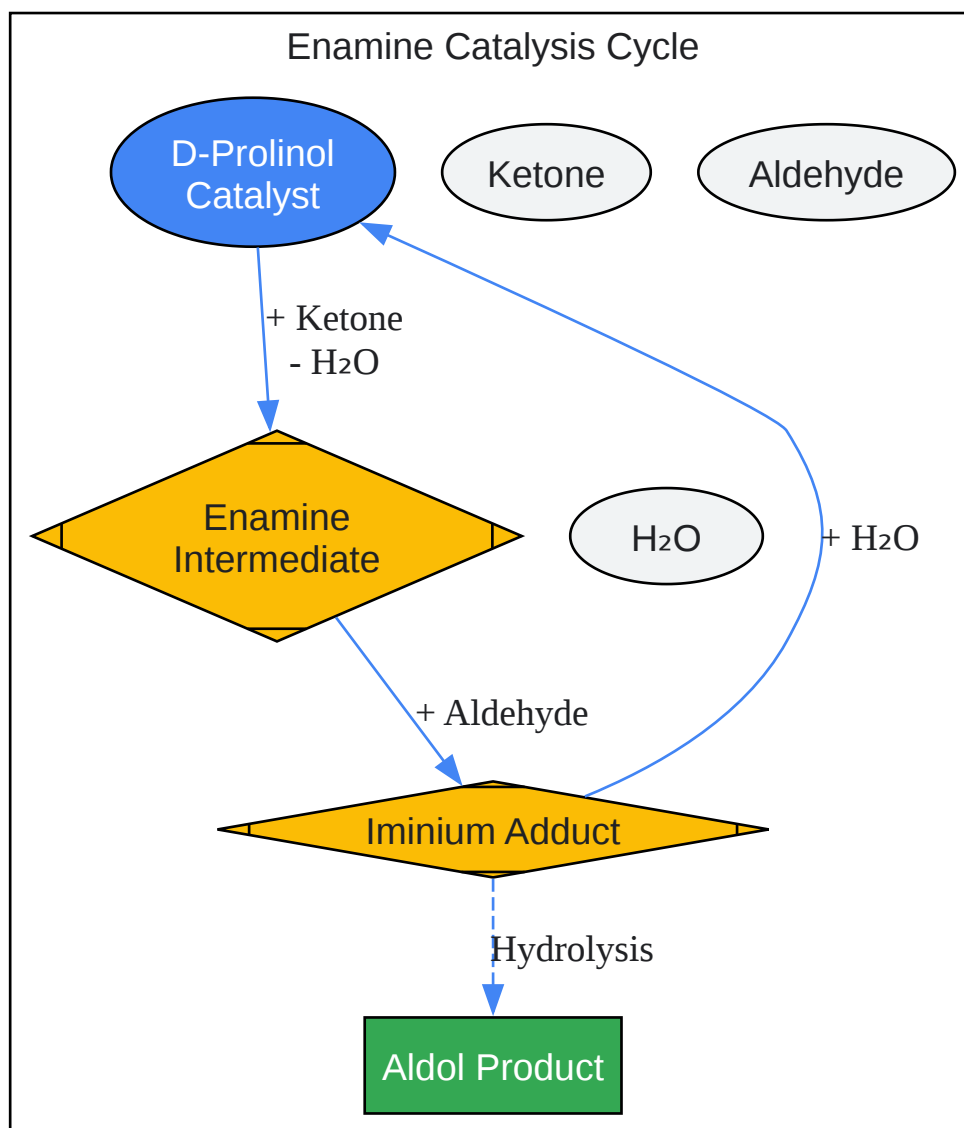 Enamine Catalysis Cycle
D-Prolinol
Catalyst
Ketone
Aldehyde
+ Ketone
- H₂O
Enamine
Intermediate
H₂O
+ H₂O
+ Aldehyde
Iminium Adduct
Hydrolysis
Aldol Product